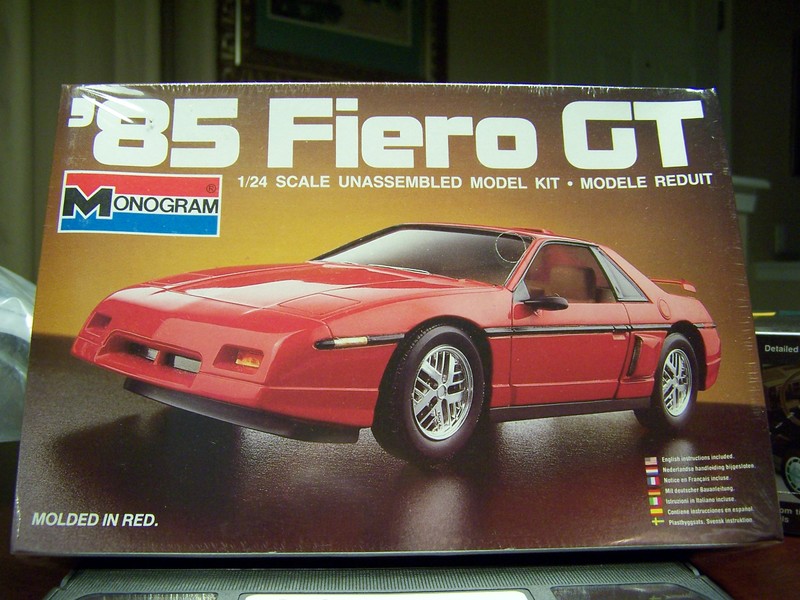 '85 Fiero GT
1/24 SCALE UNASSEMBLED MODEL KIT • MODELE REDUIT
MONOGRAM®
English instructions included.
Nederlandse handleiding bijgesloten.
Notice en Français incluse.
Mit deutscher Bauanleitung.
Istruzioni in Italiano incluse.
Contiene instrucciones en español.
Plastbyggsats. Svensk instruktion.
MOLDED IN RED.
Detailed